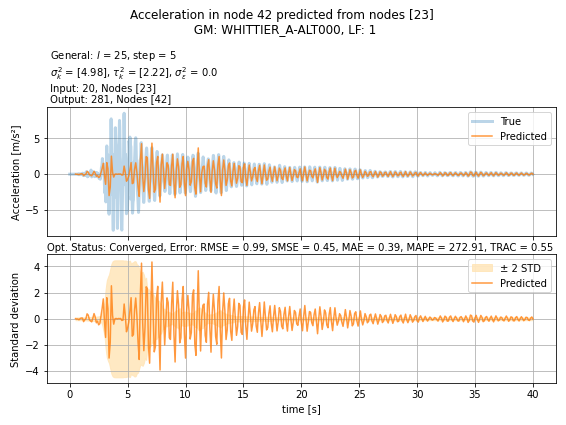 Acceleration in node 42 predicted from nodes [23]
GM: WHITTIER_A-ALT000, LF: 1
General: l = 25, step = 5
σ²ₖ = [4.98], τ²ₖ = [2.22], σ²ε = 0.0
Input: 20, Nodes [23]
Output: 281, Nodes [42]
True
Predicted
Acceleration [m/s²]
5
0
−5
Opt. Status: Converged, Error: RMSE = 0.99, SMSE = 0.45, MAE = 0.39, MAPE = 272.91, TRAC = 0.55
± 2 STD
Predicted
Standard deviation
4
2
0
−2
−4
0 5 10 15 20 25 30 35 40
time [s]